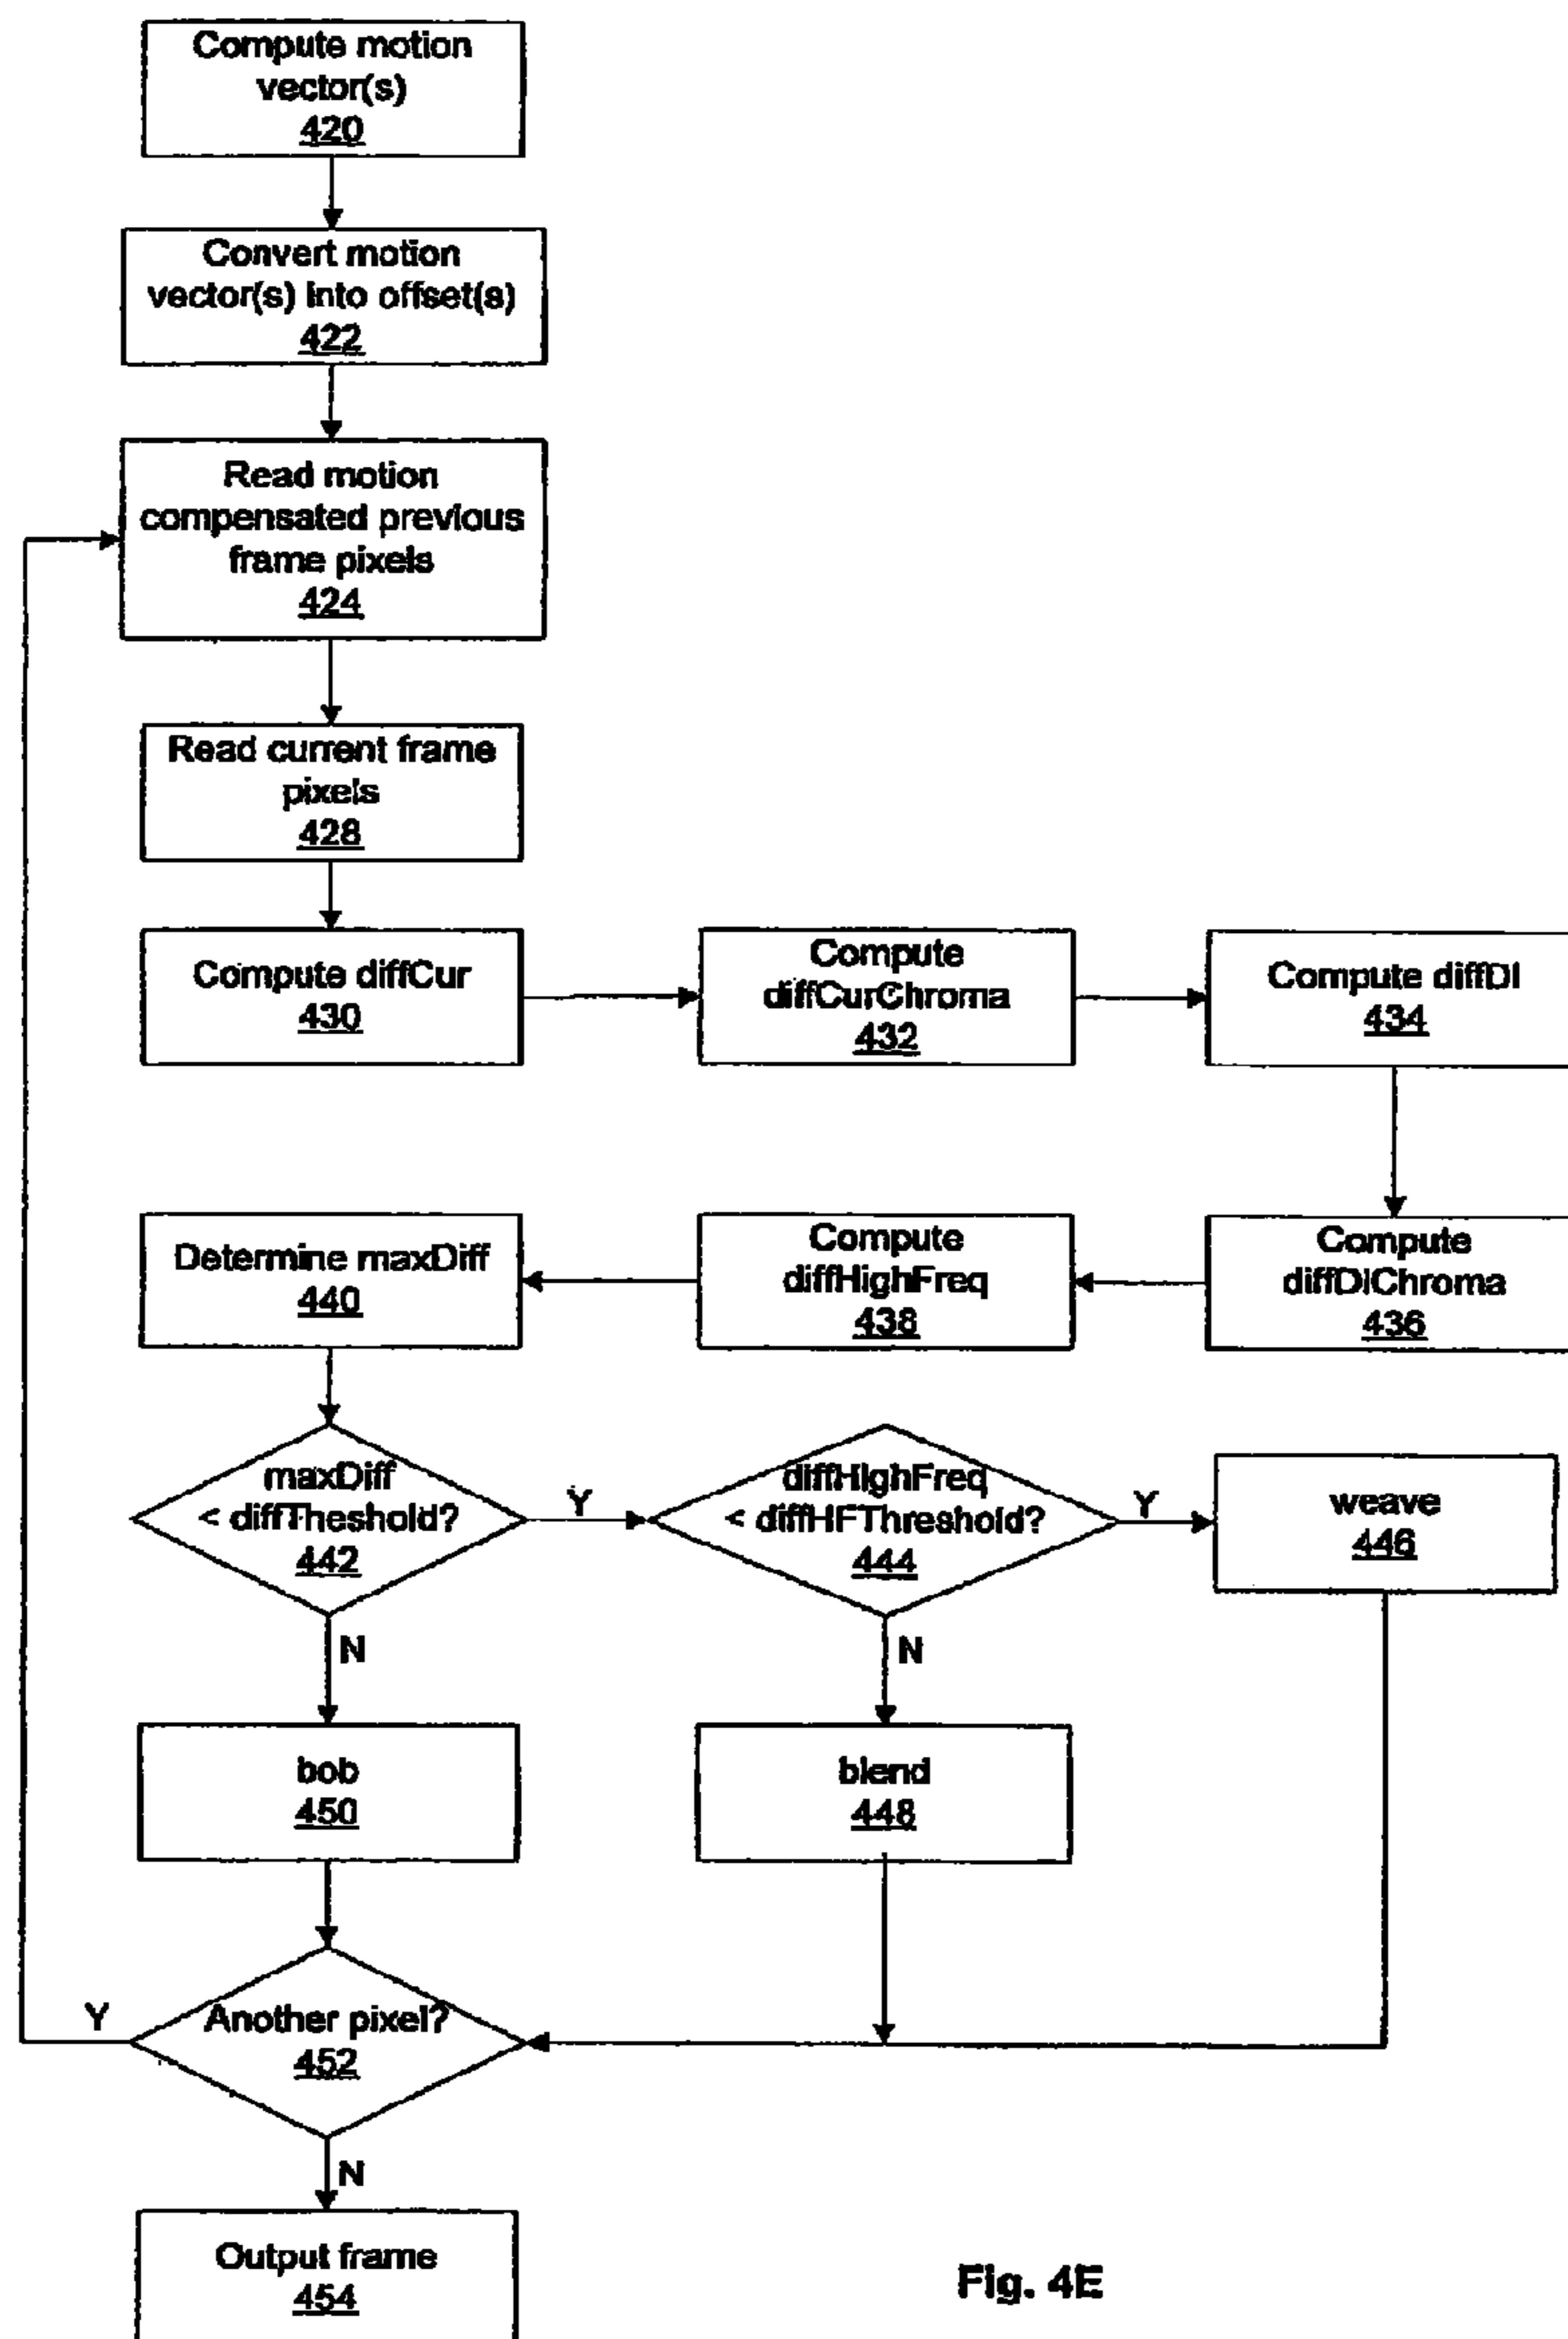 Compute motion
vector(s)
420
Convert motion
vector(s) into offset(s)
422
Read motion
compensated previous
frame pixels
424
Read current frame
pixels
428
Compute diffCur
430
Compute
diffCurChroma
432
Compute diffDI
434
Determine maxDiff
440
Compute
diffHighFreq
438
Compute
diffDIChroma
436
maxDiff
< diffTheshold?
442
Y
diffHighFreq
< diffHFThreshold?
444
Y
weave
446
N
N
bob
450
blend
448
Y
Another pixel?
452
N
Output frame
454
Fig. 4E